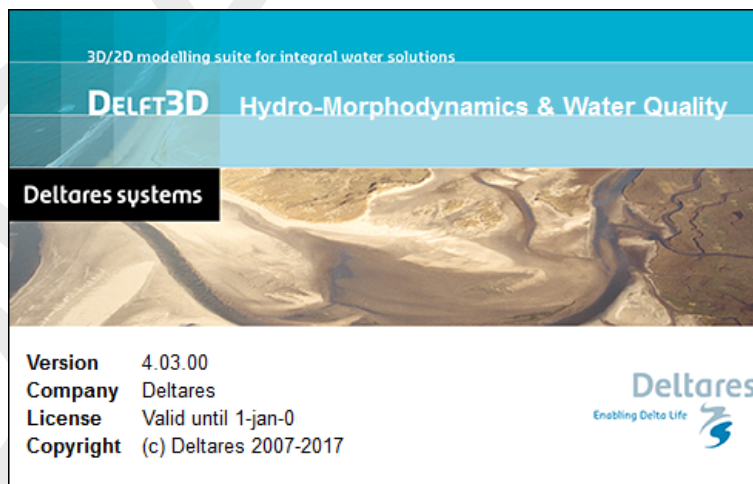 3D/2D modelling suite for integral water solutions
DELFT3D Hydro-Morphodynamics & Water Quality
Deltares systems
Version 4.03.00
Company Deltares
License Valid until 1-jan-0
Copyright (c) Deltares 2007-2017
Deltares
Enabling Delta Life